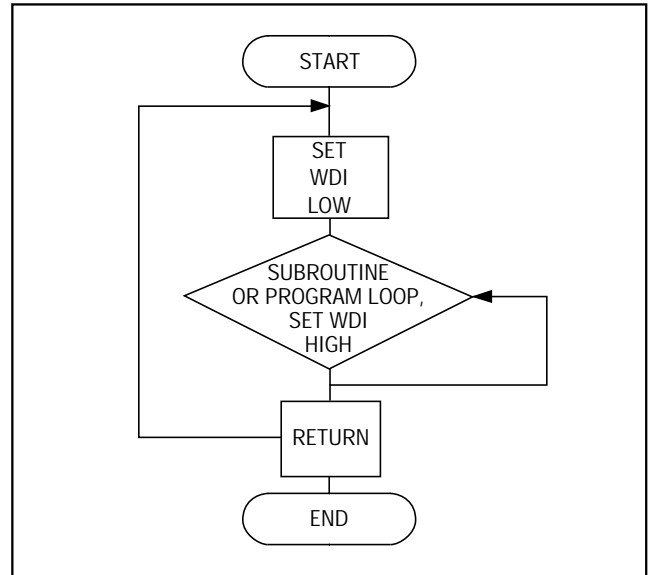 START
SET
WDI
LOW
SUBROUTINE
OR PROGRAM LOOP,
SET WDI
HIGH
RETURN
END